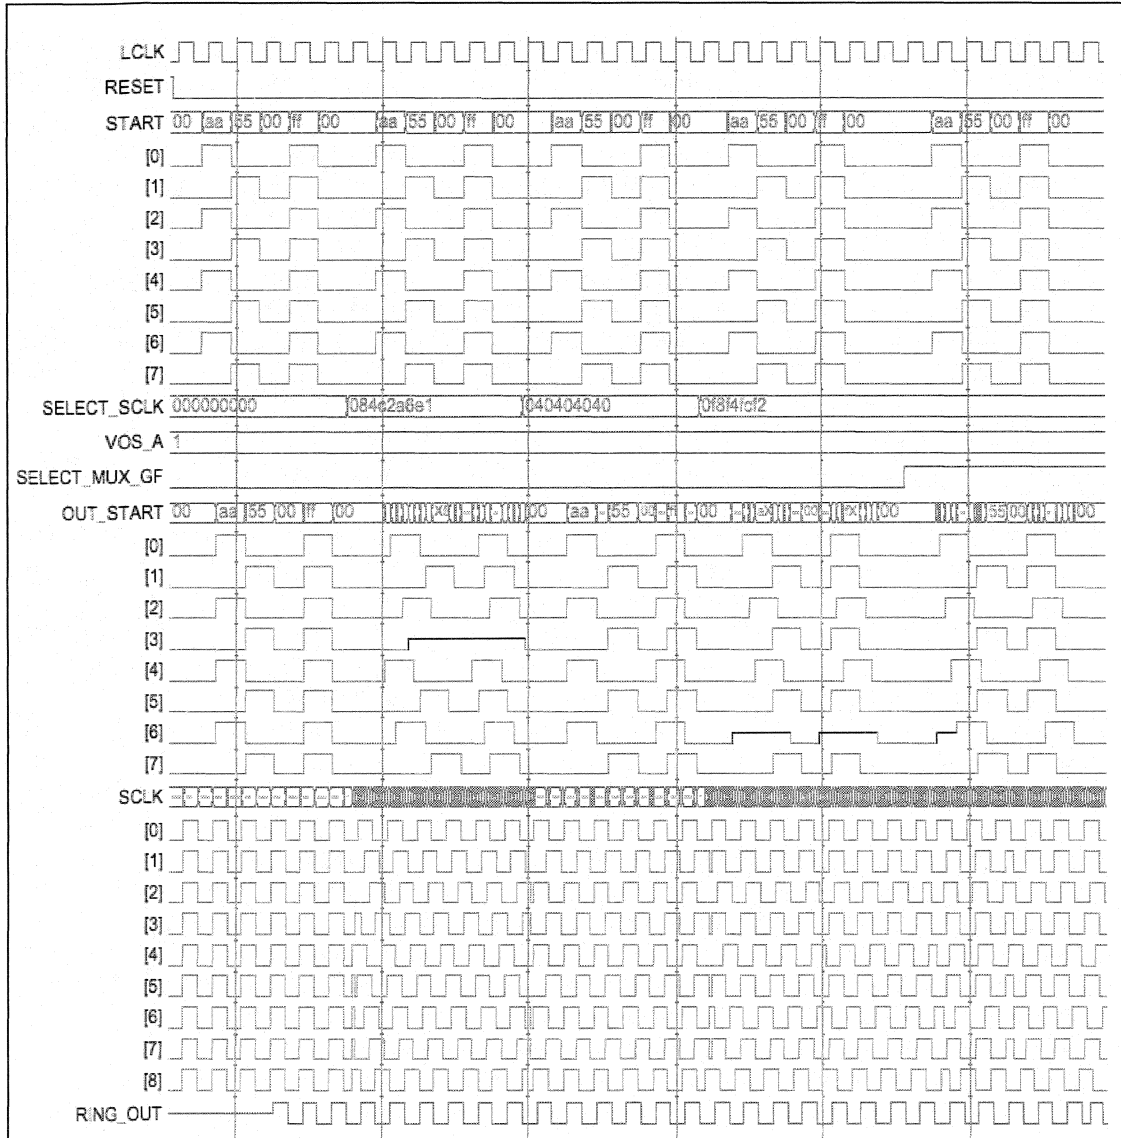 LCLK
RESET
START 00 aa 55 00 ff 00 aa 55 00 ff 00 aa 55 00 ff 00 aa 55 00 ff 00 aa 55 00 ff 00
[0]
[1]
[2]
[3]
[4]
[5]
[6]
[7]
SELECT_SCLK 000000000 084c2a6e1 040404040 0f8f4fcf2
VOS_A 1
SELECT_MUX_GF
OUT_START 00 aa 55 00 ff 00 00 aa 55 00 00 55 00 00
[0]
[1]
[2]
[3]
[4]
[5]
[6]
[7]
SCLK
[0]
[1]
[2]
[3]
[4]
[5]
[6]
[7]
[8]
RING_OUT